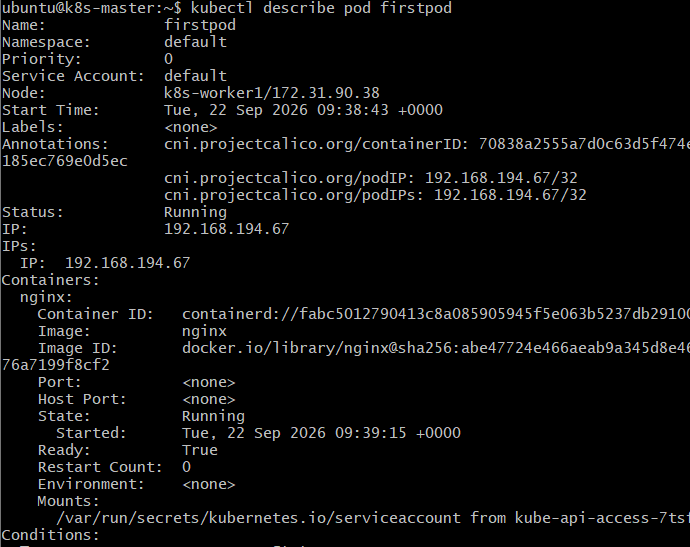 ubuntu@k8s-master:~$ kubectl describe pod firstpod
Name:             firstpod
Namespace:        default
Priority:         0
Service Account:  default
Node:             k8s-worker1/172.31.90.38
Start Time:       Tue, 22 Sep 2026 09:38:43 +0000
Labels:           <none>
Annotations:      cni.projectcalico.org/containerID: 70838a2555a7d0c63d5f474e
185ec769e0d5ec
                  cni.projectcalico.org/podIP: 192.168.194.67/32
                  cni.projectcalico.org/podIPs: 192.168.194.67/32
Status:           Running
IP:               192.168.194.67
IPs:
  IP:  192.168.194.67
Containers:
  nginx:
    Container ID:   containerd://fabc5012790413c8a085905945f5e063b5237db29100
    Image:          nginx
    Image ID:       docker.io/library/nginx@sha256:abe47724e466aeab9a345d8e46
76a7199f8cf2
    Port:           <none>
    Host Port:      <none>
    State:          Running
      Started:      Tue, 22 Sep 2026 09:39:15 +0000
    Ready:          True
    Restart Count:  0
    Environment:    <none>
    Mounts:
      /var/run/secrets/kubernetes.io/serviceaccount from kube-api-access-7tsf
Conditions: